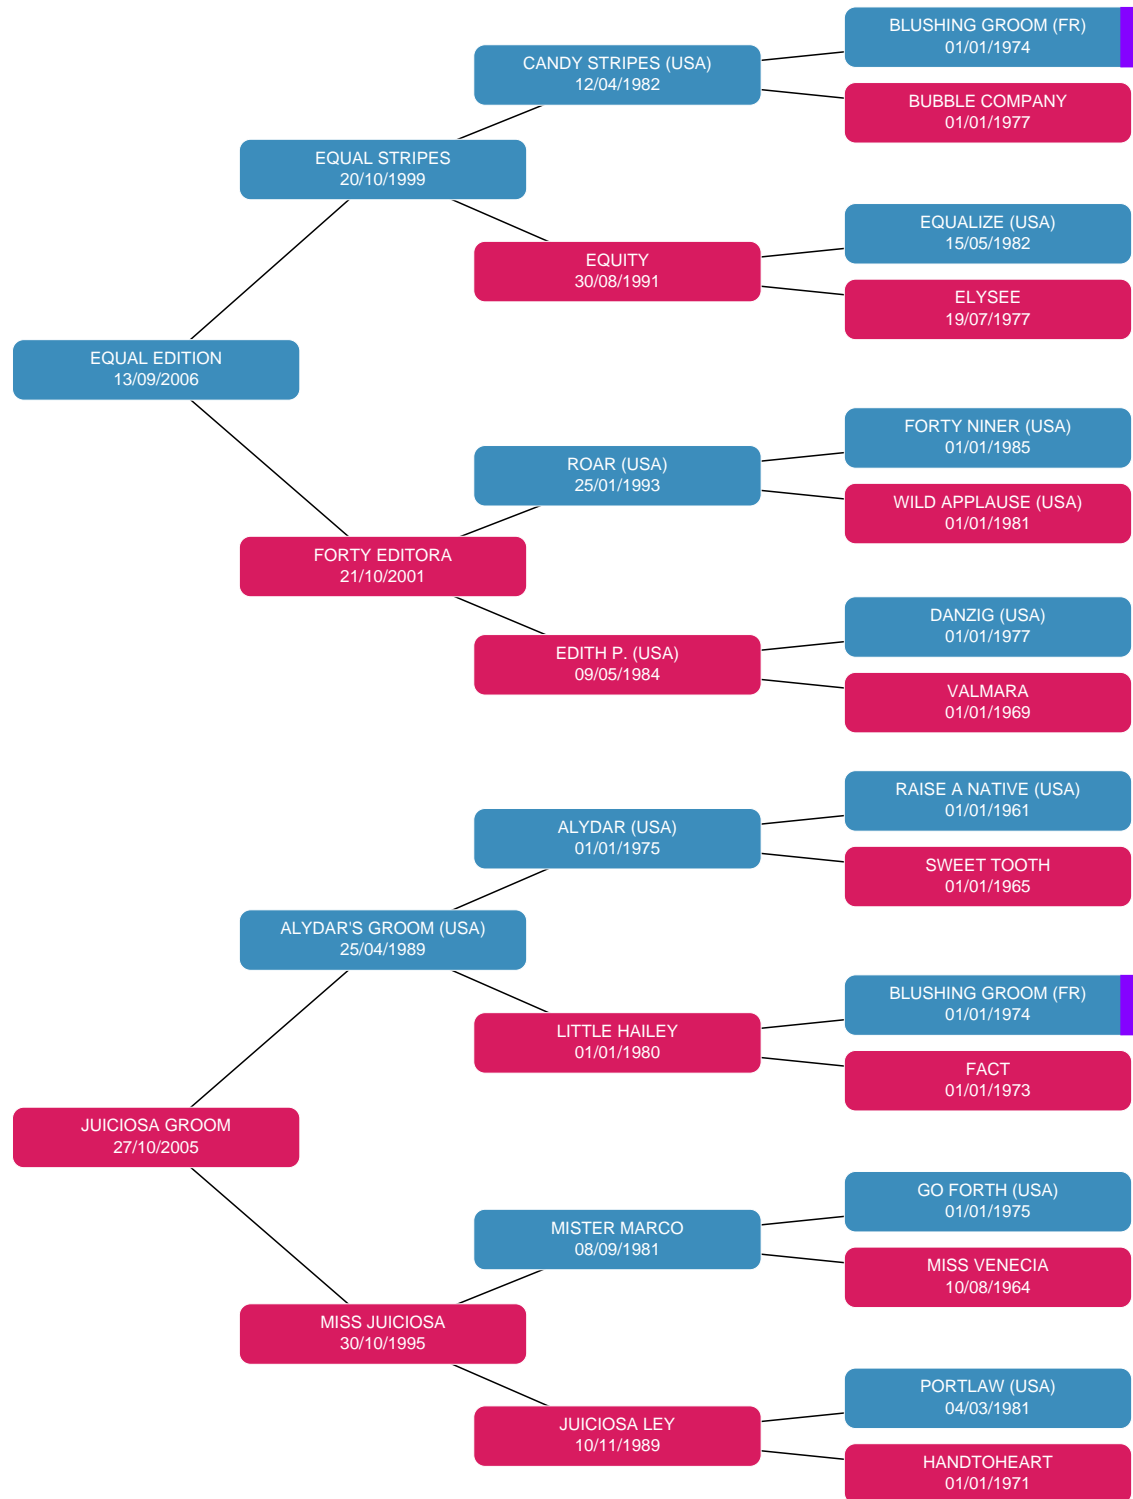 BLUSHING GROOM (FR)
01/01/1974
CANDY STRIPES (USA)
12/04/1982
BUBBLE COMPANY
01/01/1977
EQUAL STRIPES
20/10/1999
EQUALIZE (USA)
15/05/1982
EQUITY
30/08/1991
ELYSEE
19/07/1977
EQUAL EDITION
13/09/2006
FORTY NINER (USA)
01/01/1985
ROAR (USA)
25/01/1993
WILD APPLAUSE (USA)
01/01/1981
FORTY EDITORA
21/10/2001
DANZIG (USA)
01/01/1977
EDITH P. (USA)
09/05/1984
VALMARA
01/01/1969
RAISE A NATIVE (USA)
01/01/1961
ALYDAR (USA)
01/01/1975
SWEET TOOTH
01/01/1965
ALYDAR'S GROOM (USA)
25/04/1989
BLUSHING GROOM (FR)
01/01/1974
LITTLE HAILEY
01/01/1980
FACT
01/01/1973
JUICIOSA GROOM
27/10/2005
GO FORTH (USA)
01/01/1975
MISTER MARCO
08/09/1981
MISS VENECIA
10/08/1964
MISS JUICIOSA
30/10/1995
PORTLAW (USA)
04/03/1981
JUICIOSA LEY
10/11/1989
HANDTOHEART
01/01/1971